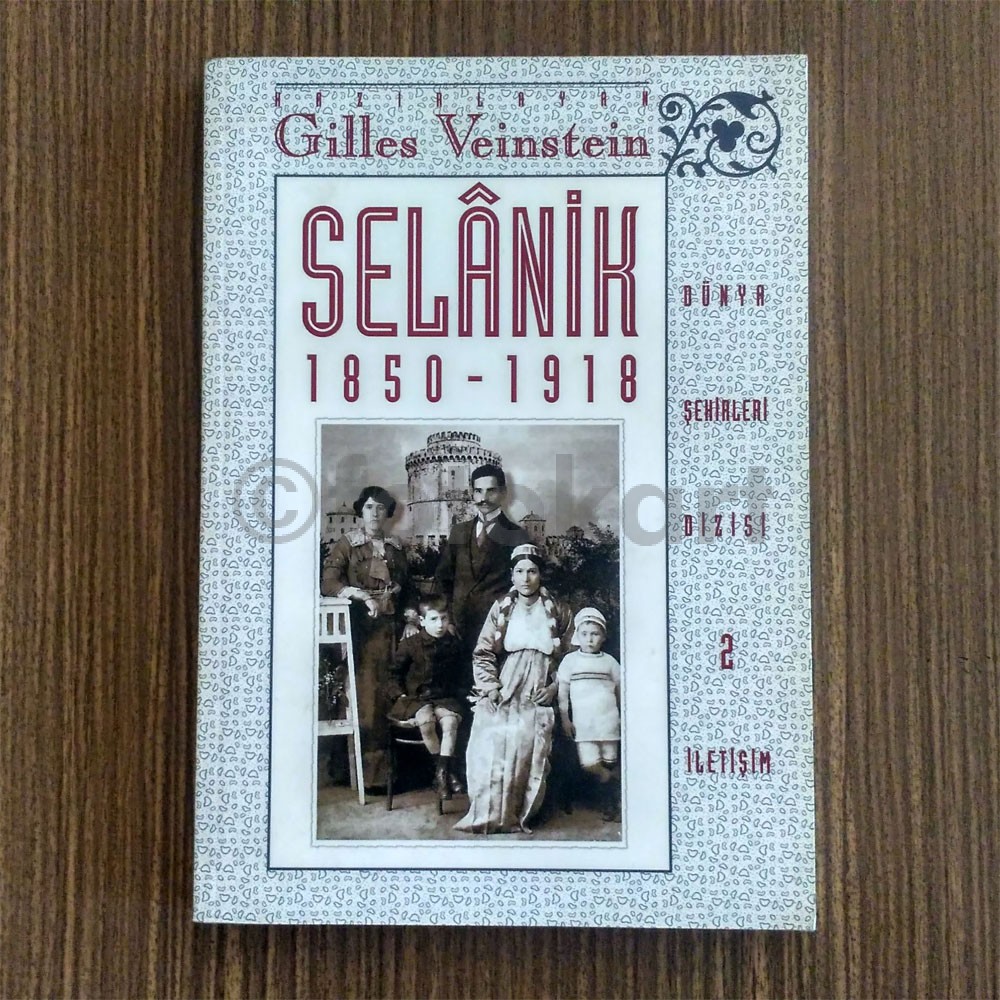 HAZIRLAYAN
Gilles Veinstein
SELÂNİK
1850-1918
DÜNYA
ŞEHİRLERİ
DİZİSİ
2
İLETİŞİM